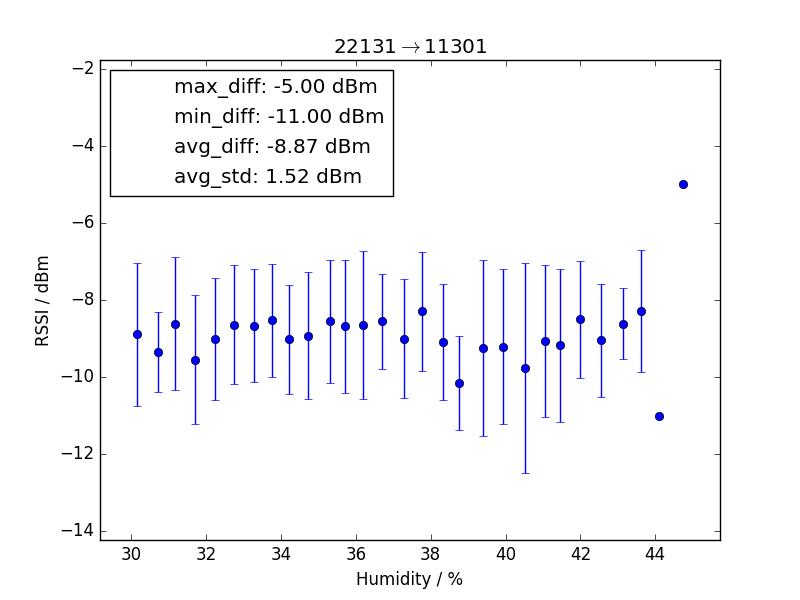 22131→11301
max_diff: -5.00 dBm
min_diff: -11.00 dBm
avg_diff: -8.87 dBm
avg_std: 1.52 dBm
−2
−4
−6
−8
−10
−12
−14
RSSI / dBm
30 32 34 36 38 40 42 44
Humidity / %